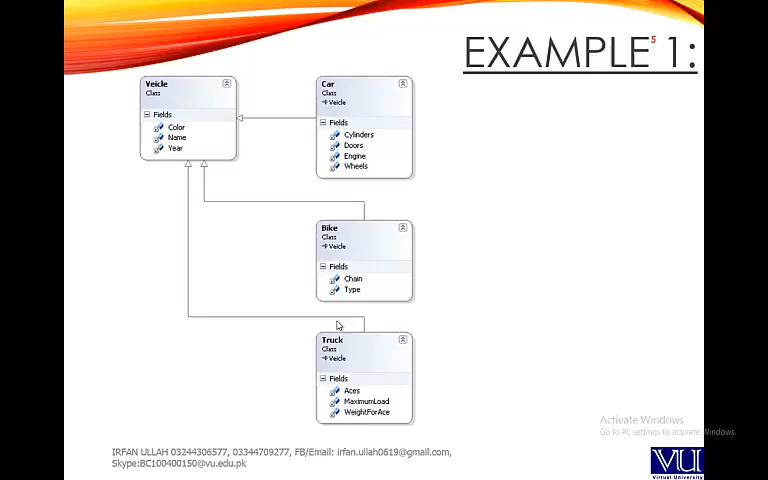 EXAMPLE 1:
5
Veicle
Class
Fields
Color
Name
Year
Car
Class
Veicle
Fields
Cylinders
Doors
Engine
Wheels
Bike
Class
Veicle
Fields
Chain
Type
Truck
Class
Veicle
Fields
Aces
MaximumLoad
WeightForAce
Activate Windows
Go to PC settings to activate Windows.
IRFAN ULLAH 03244306577, 03344709277, FB/Email: irfan.ullah0619@gmail.com,
Skype:BC100400150@vu.edu.pk
VU
Virtual University